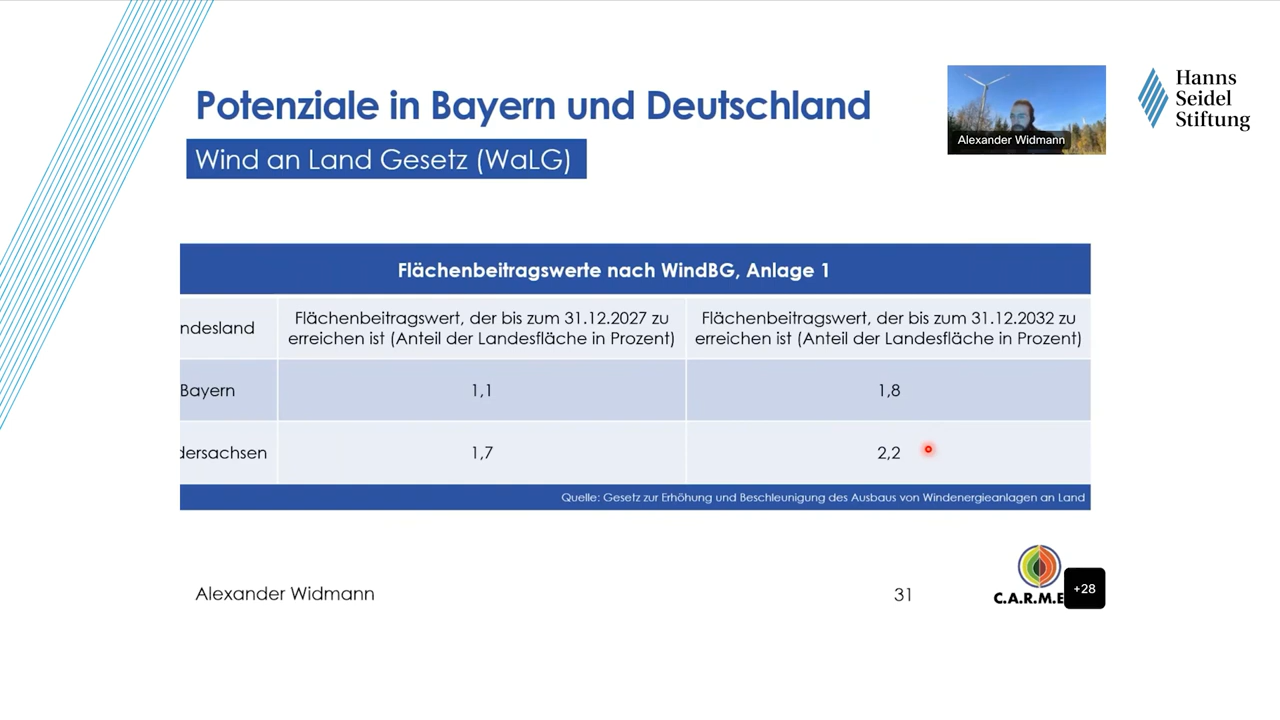 Potenziale in Bayern und Deutschland
Wind an Land Gesetz (WaLG)
Alexander Widmann
Hanns
Seidel
Stiftung
Flächenbeitragswerte nach WindBG, Anlage 1
ndesland
Flächenbeitragswert, der bis zum 31.12.2027 zu
erreichen ist (Anteil der Landesfläche in Prozent)
Flächenbeitragswert, der bis zum 31.12.2032 zu
erreichen ist (Anteil der Landesfläche in Prozent)
Bayern
1,1
1,8
dersachsen
1,7
2,2
Quelle: Gesetz zur Erhöhung und Beschleunigung des Ausbaus von Windenergieanlagen an Land
Alexander Widmann
31
C.A.R.M.E
+28